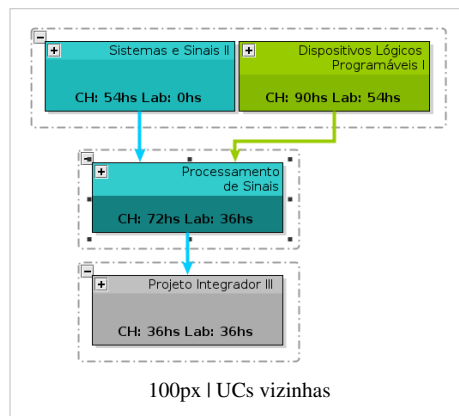 Sistemas e Sinais II
CH: 54hs Lab: 0hs
Dispositivos Lógicos
Programáveis I
CH: 90hs Lab: 54hs
Processamento
de Sinais
CH: 72hs Lab: 36hs
Projeto Integrador III
CH: 36hs Lab: 36hs
100px | UCs vizinhas